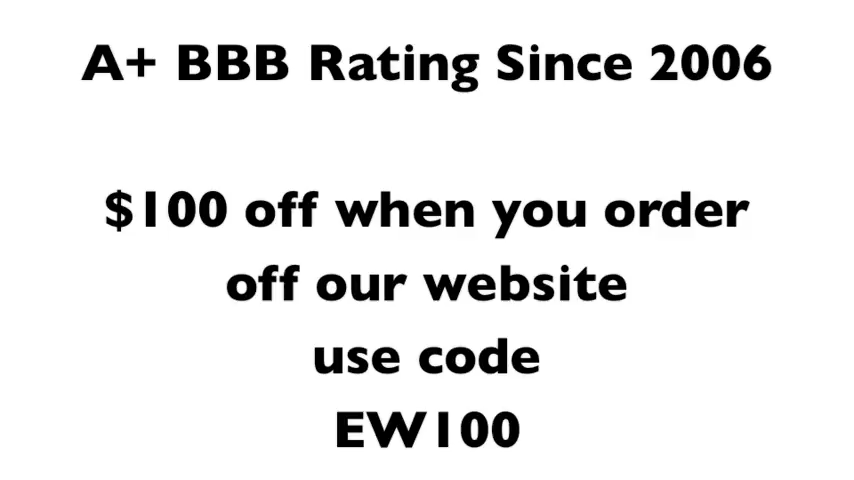 A+ BBB Rating Since 2006
$100 off when you order
off our website
use code
EW100